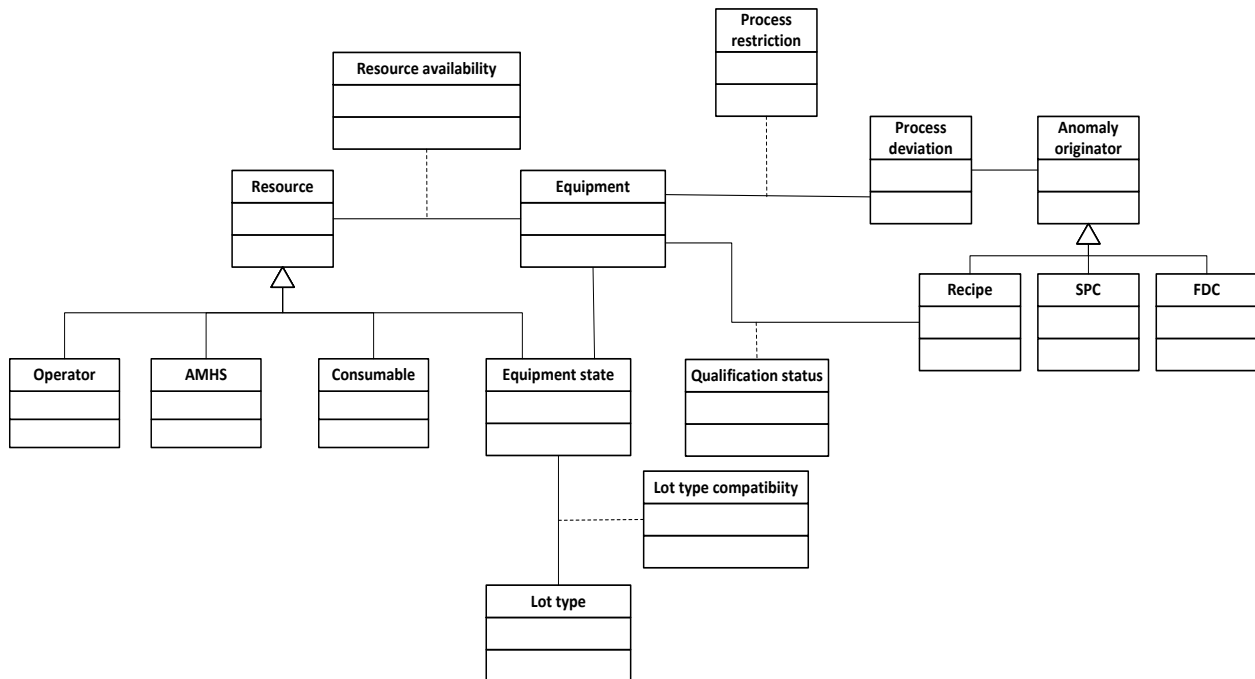 Process
restriction
Resource availability
Process
deviation
Anomaly
originator
Resource
Equipment
Recipe
SPC
FDC
Operator
AMHS
Consumable
Equipment state
Qualification status
Lot type compatibiity
Lot type